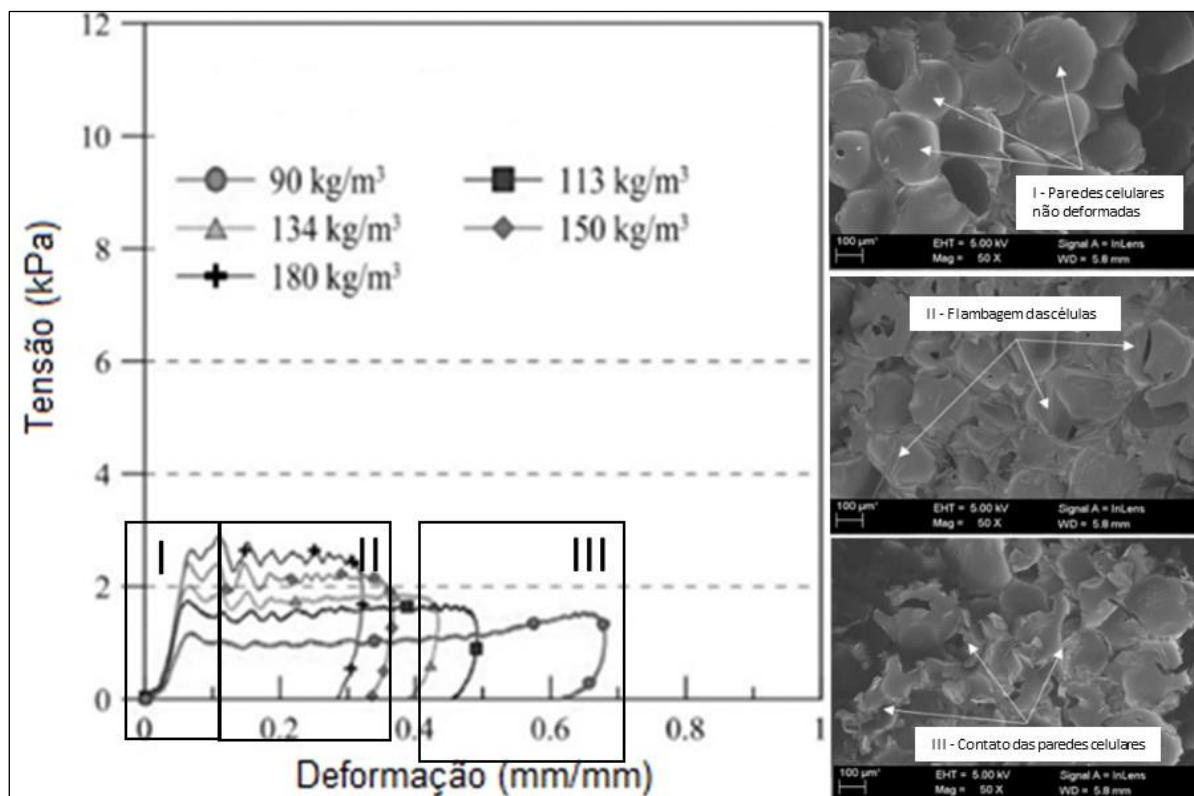 Tensão (kPa)
12
10
8
6
4
2
0
90 kg/m³
113 kg/m³
134 kg/m³
150 kg/m³
180 kg/m³
I
II
III
0
0.2
0.4
0.6
0.8
1
Deformação (mm/mm)
I - Paredes celulares
não deformadas
100 µm*
EHT = 5.00 kV
Signal A = InLens
Mag = 50 X
WD = 5.8 mm
II - Flambagem das células
100 µm*
EHT = 5.00 kV
Signal A = InLens
Mag = 50 X
WD = 5.8 mm
III - Contato das paredes celulares
100 µm*
EHT = 5.00 kV
Signal A = InLens
Mag = 50 X
WD = 5.8 mm